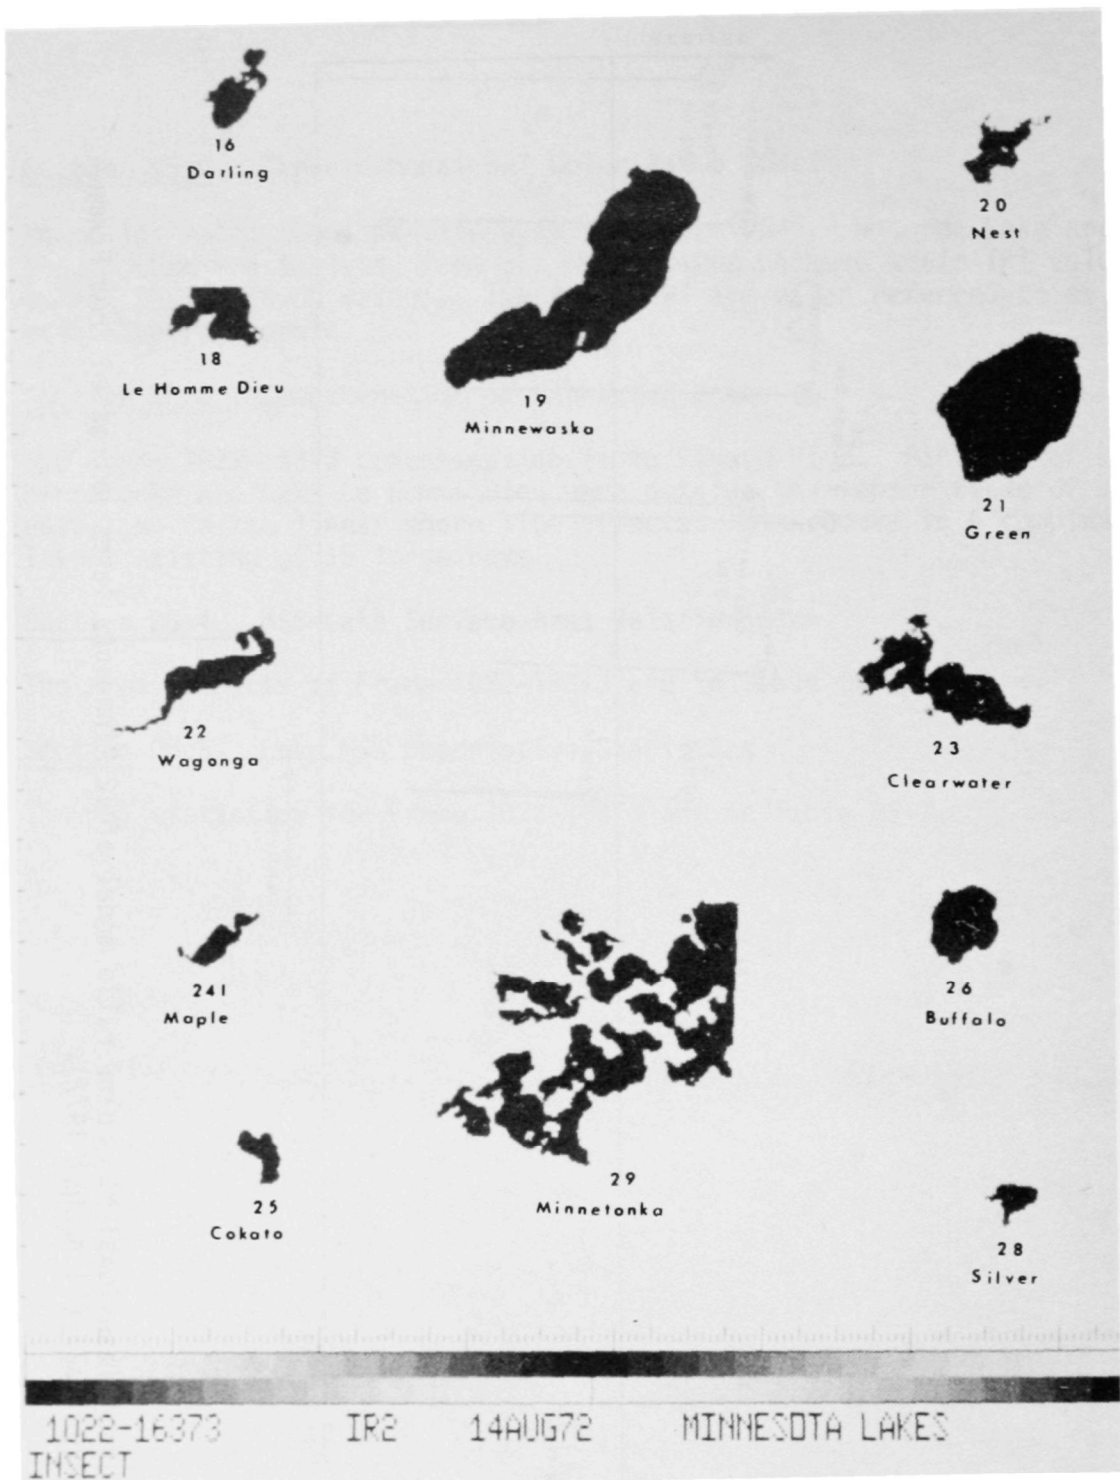 16
Darling
20
Nest
18
Le Homme Dieu
19
Minnewaska
21
Green
22
Wagonga
23
Clearwater
241
Maple
26
Buffalo
25
Cokato
29
Minnetonka
28
Silver
1022-16373 IR2 14AUG72 MINNESOTA LAKES
INSECT